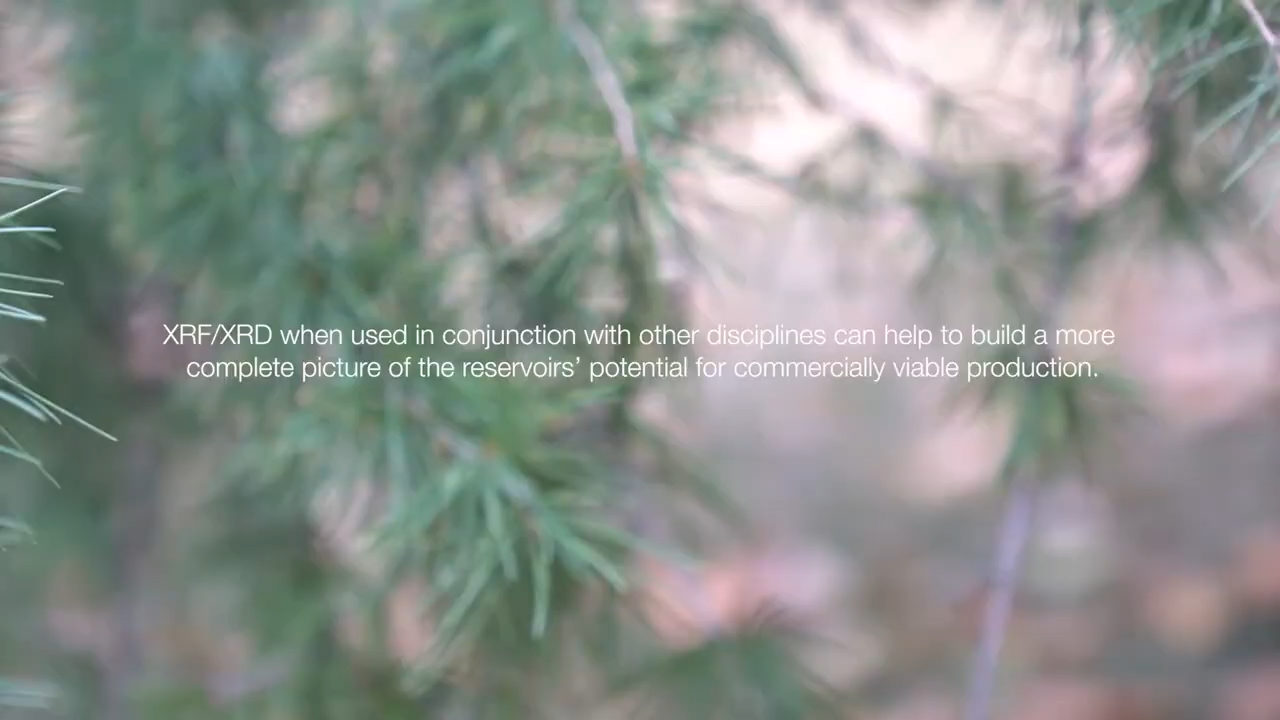 XRF/XRD when used in conjunction with other disciplines can help to build a more
complete picture of the reservoirs’ potential for commercially viable production.